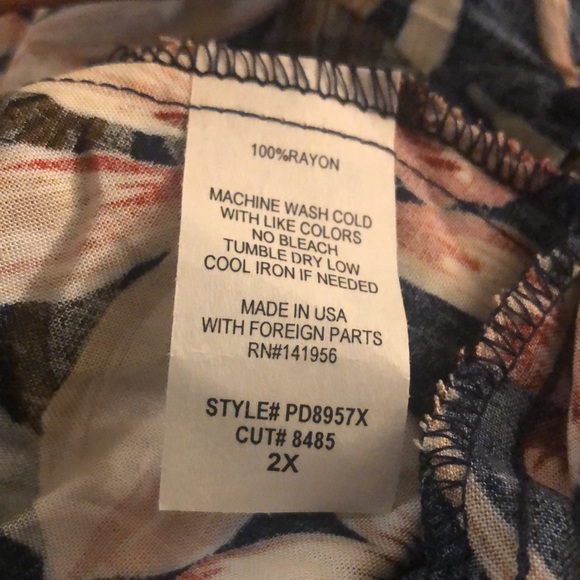 100%RAYON
MACHINE WASH COLD
WITH LIKE COLORS
NO BLEACH
TUMBLE DRY LOW
COOL IRON IF NEEDED
MADE IN USA
WITH FOREIGN PARTS
RN#141956
STYLE# PD8957X
CUT# 8485
2X